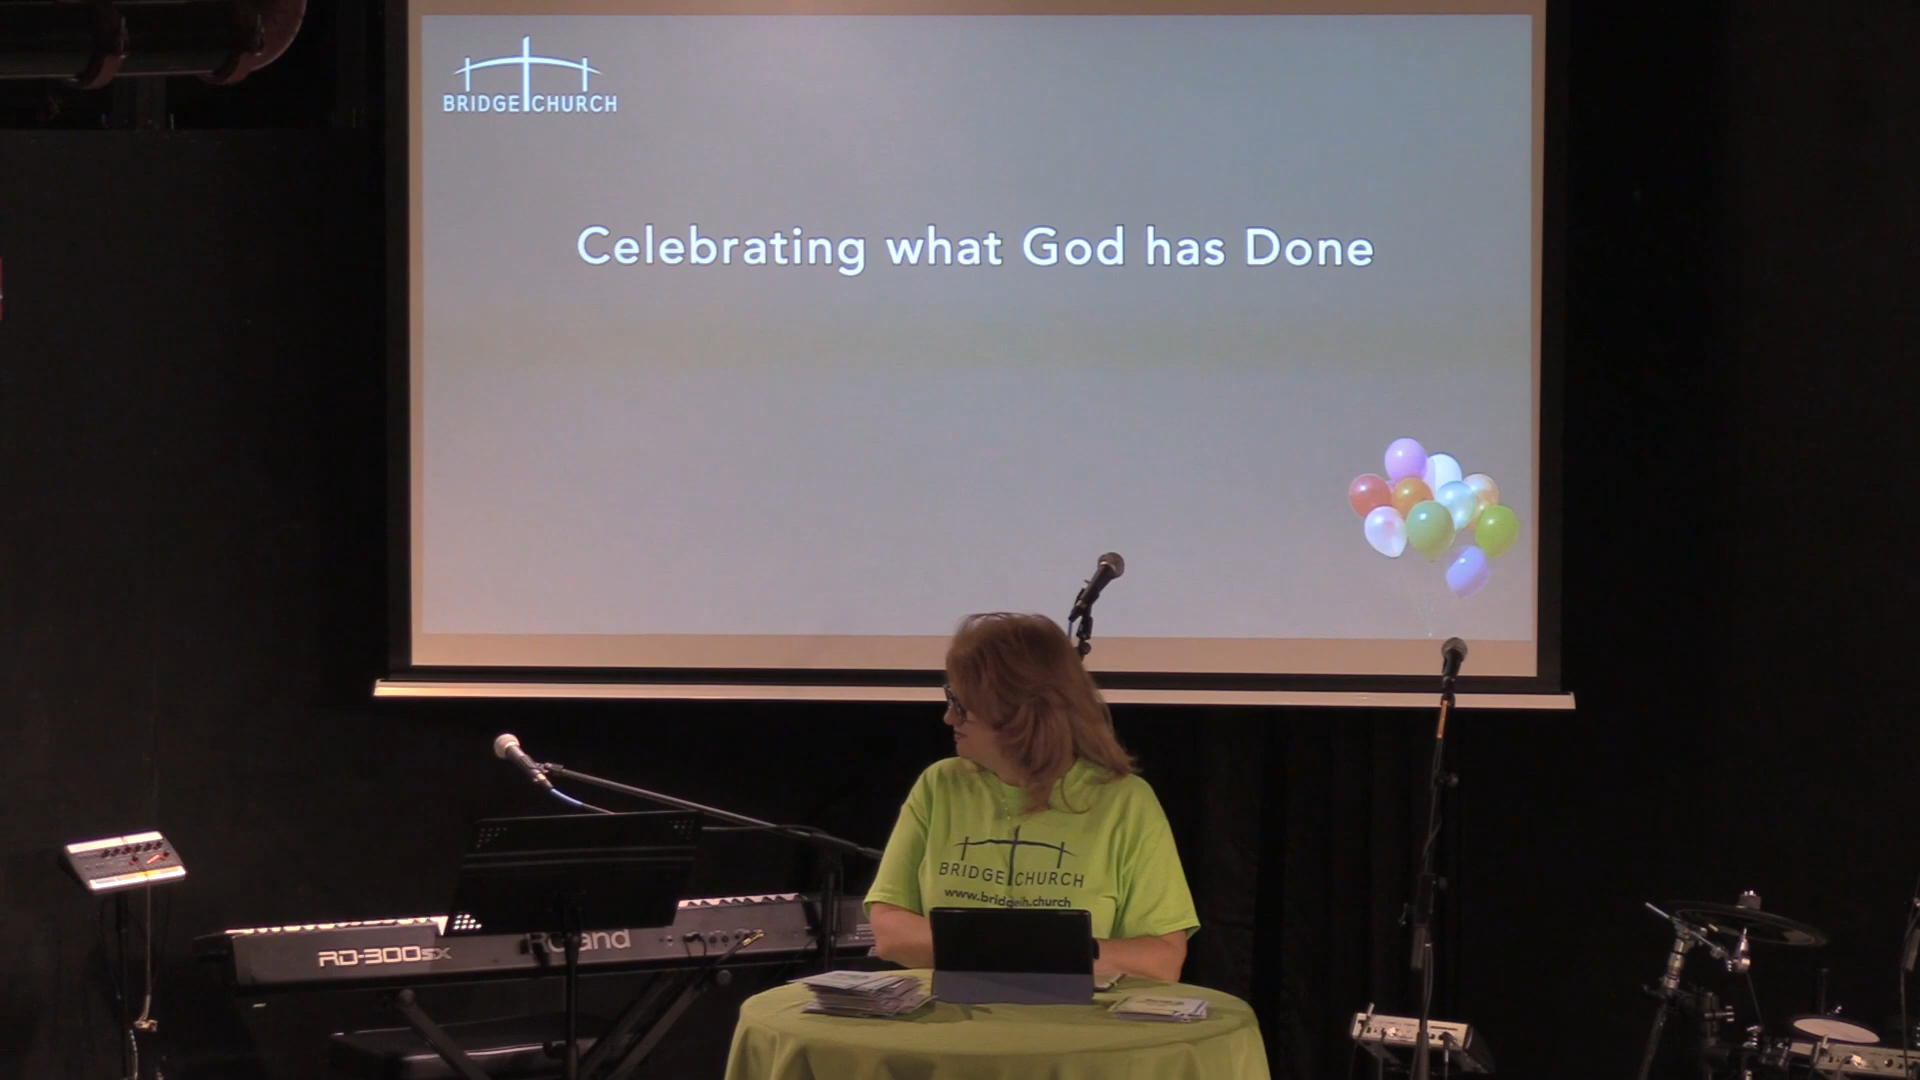 BRIDGE CHURCH
Celebrating what God has Done
BRIDGE CHURCH
www.bridgeih.church
RD-300SX
Roland